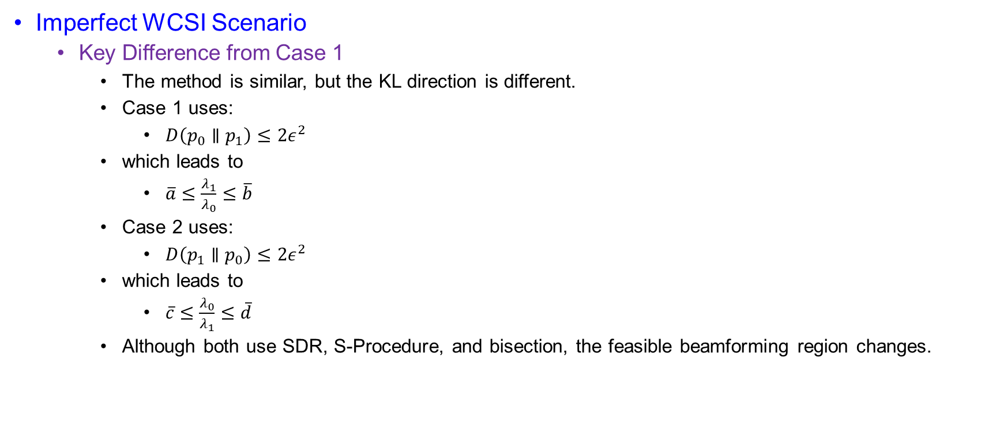 • Imperfect WCSI Scenario
• Key Difference from Case 1
• The method is similar, but the KL direction is different.
• Case 1 uses:
• D(p₀ ∥ p₁) ≤ 2ϵ²
• which leads to
• a̅ ≤ λ₁/λ₀ ≤ b̅
• Case 2 uses:
• D(p₁ ∥ p₀) ≤ 2ϵ²
• which leads to
• c̅ ≤ λ₀/λ₁ ≤ d̅
• Although both use SDR, S-Procedure, and bisection, the feasible beamforming region changes.